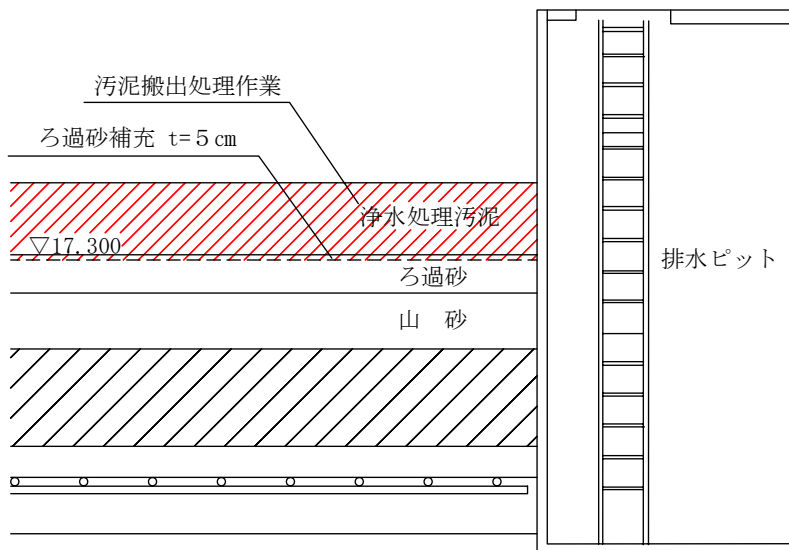 汚泥搬出処理作業
ろ過砂補充 t=5cm
浄水処理汚泥
▽17,300
ろ過砂
排水ピット
山 砂